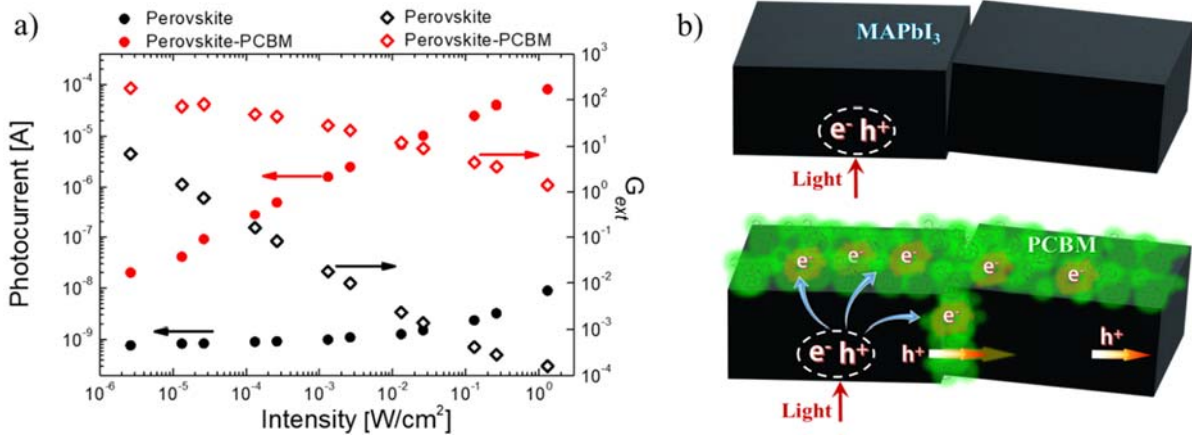 a)
● Perovskite ◇ Perovskite
● Perovskite-PCBM ◇ Perovskite-PCBM
Photocurrent [A]
10⁻⁴
10⁻⁵
10⁻⁶
10⁻⁷
10⁻⁸
10⁻⁹
10³
10²
10¹
10⁰
10⁻¹
10⁻²
10⁻³
10⁻⁴
G_ext
10⁻⁶ 10⁻⁵ 10⁻⁴ 10⁻³ 10⁻² 10⁻¹ 10⁰
Intensity [W/cm²]
b)
MAPbI₃
e⁻ h⁺
Light
PCBM
e⁻ e⁻ e⁻ e⁻ e⁻
e⁻
e⁻ h⁺ h⁺ h⁺
Light